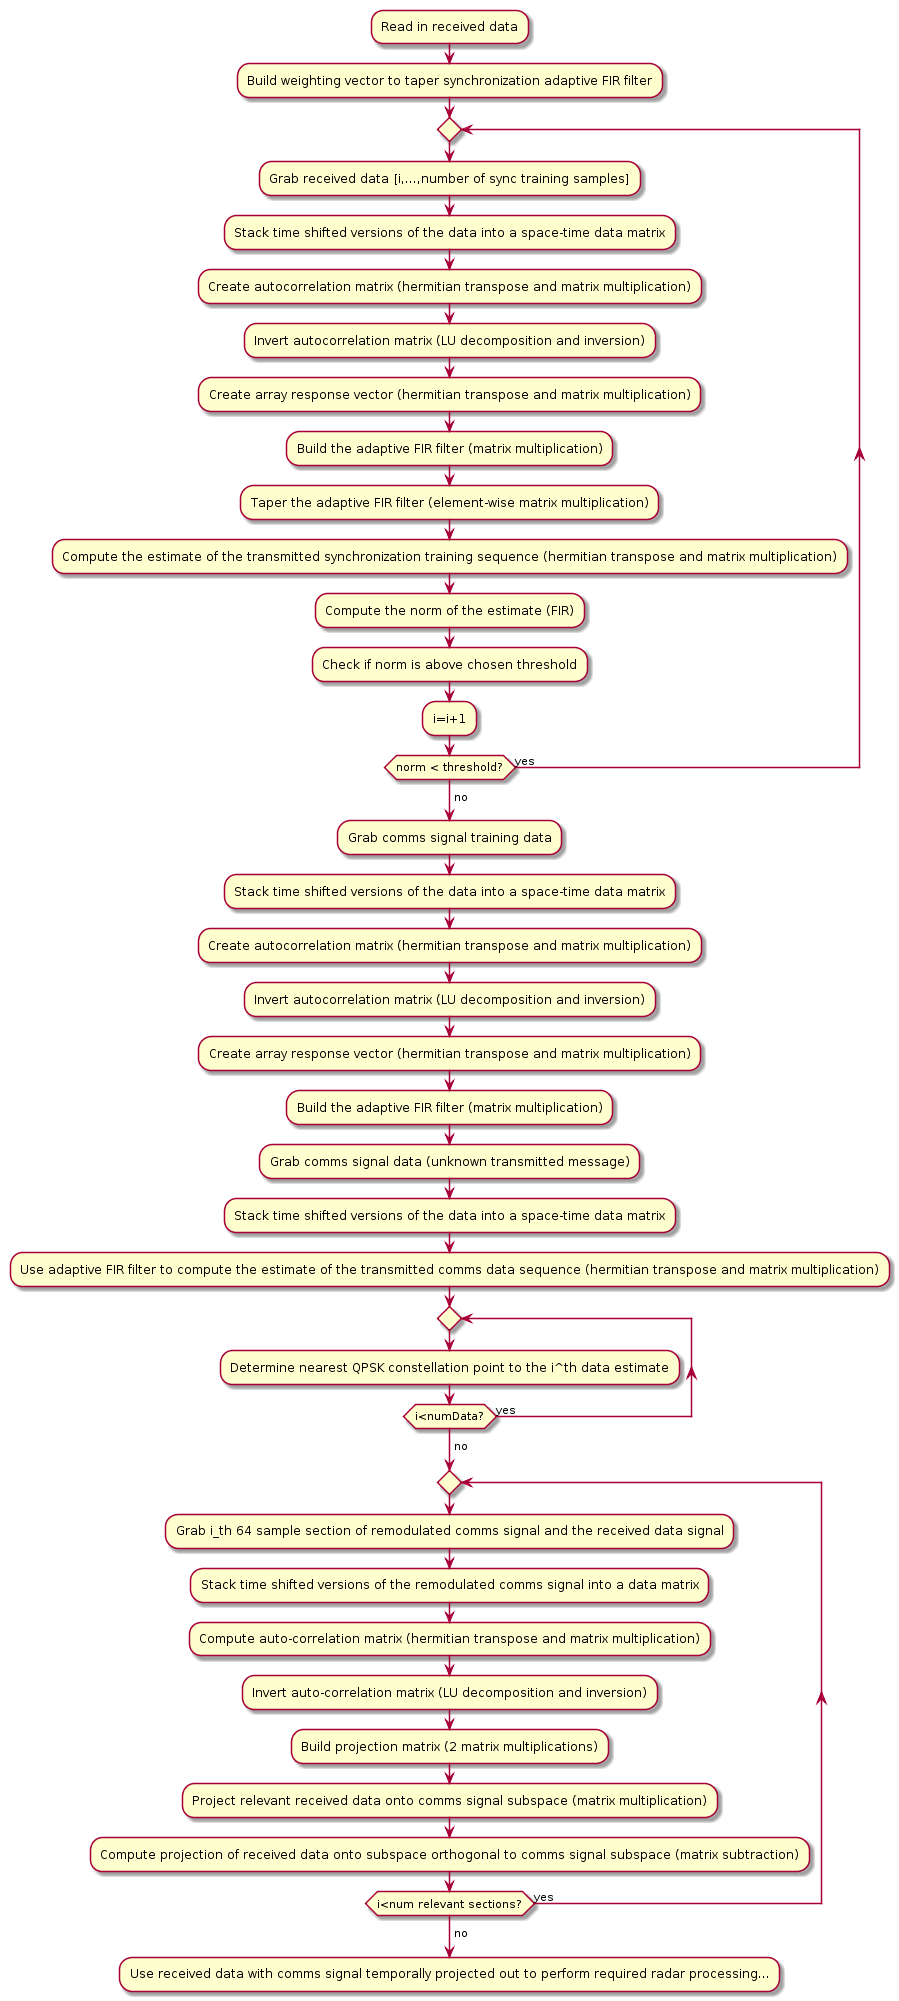 Read in received data
Build weighting vector to taper synchronization adaptive FIR filter
Grab received data [i,...,number of sync training samples]
Stack time shifted versions of the data into a space-time data matrix
Create autocorrelation matrix (hermitian transpose and matrix multiplication)
Invert autocorrelation matrix (LU decomposition and inversion)
Create array response vector (hermitian transpose and matrix multiplication)
Build the adaptive FIR filter (matrix multiplication)
Taper the adaptive FIR filter (element-wise matrix multiplication)
Compute the estimate of the transmitted synchronization training sequence (hermitian transpose and matrix multiplication)
Compute the norm of the estimate (FIR)
Check if norm is above chosen threshold
i=i+1
norm < threshold?
yes
no
Grab comms signal training data
Stack time shifted versions of the data into a space-time data matrix
Create autocorrelation matrix (hermitian transpose and matrix multiplication)
Invert autocorrelation matrix (LU decomposition and inversion)
Create array response vector (hermitian transpose and matrix multiplication)
Build the adaptive FIR filter (matrix multiplication)
Grab comms signal data (unknown transmitted message)
Stack time shifted versions of the data into a space-time data matrix
Use adaptive FIR filter to compute the estimate of the transmitted comms data sequence (hermitian transpose and matrix multiplication)
Determine nearest QPSK constellation point to the i^th data estimate
i<numData?
yes
no
Grab i_th 64 sample section of remodulated comms signal and the received data signal
Stack time shifted versions of the remodulated comms signal into a data matrix
Compute auto-correlation matrix (hermitian transpose and matrix multiplication)
Invert auto-correlation matrix (LU decomposition and inversion)
Build projection matrix (2 matrix multiplications)
Project relevant received data onto comms signal subspace (matrix multiplication)
Compute projection of received data onto subspace orthogonal to comms signal subspace (matrix subtraction)
i<num relevant sections?
yes
no
Use received data with comms signal temporally projected out to perform required radar processing...